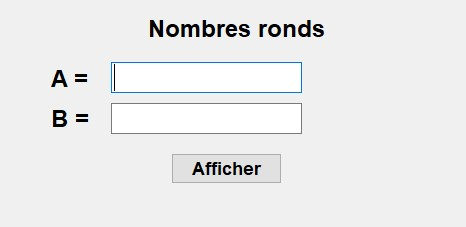 Nombres ronds
A =
B =
Afficher